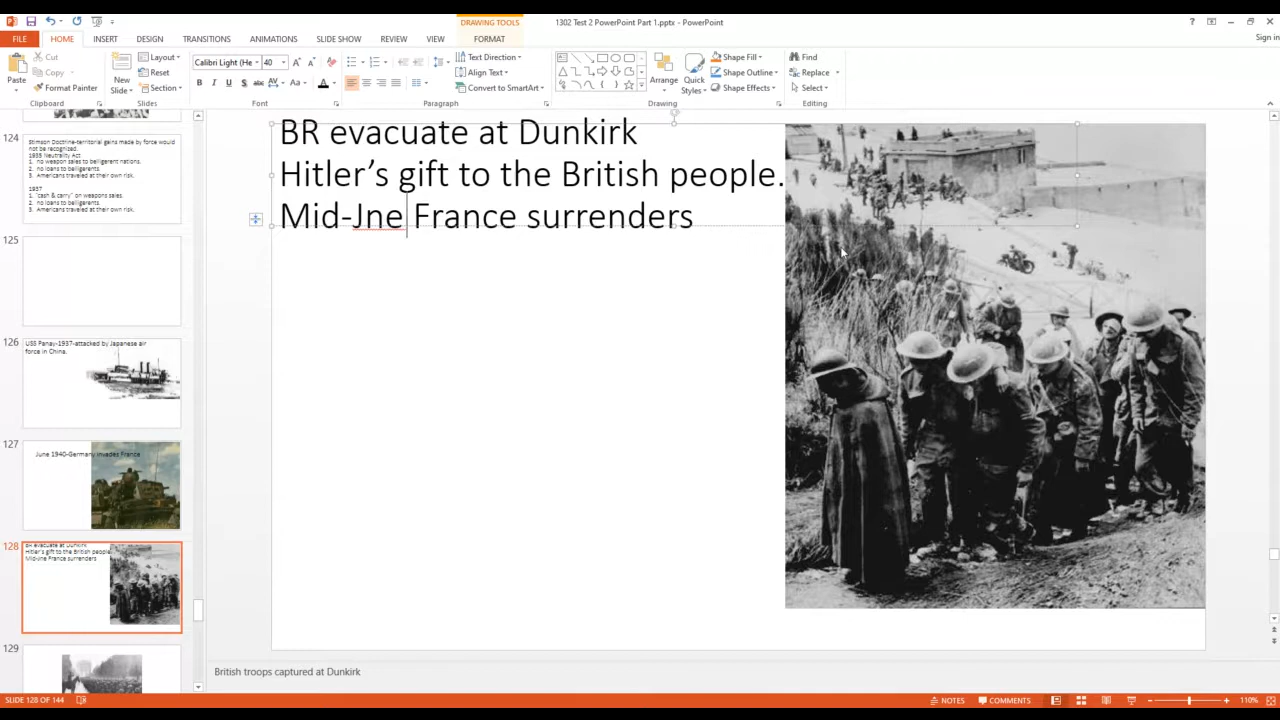 1302 Test 2 PowerPoint Part 1.pptx - PowerPoint
DRAWING TOOLS
Sign in
FILE HOME INSERT DESIGN TRANSITIONS ANIMATIONS SLIDE SHOW REVIEW VIEW FORMAT
Paste
Cut
Copy
Format Painter
Clipboard
New Slide
Layout
Reset
Section
Slides
Calibri Light (He 40
B I U S abc AV Aa A
Font
Text Direction
Align Text
Convert to SmartArt
Paragraph
Arrange
Quick Styles
Shape Fill
Shape Outline
Shape Effects
Drawing
Find
Replace
Select
Editing
124
Stimson Doctrine-territorial gains made by force would
not be recognized.
1935 Neutrality Act
1. no weapon sales to belligerent nations.
2. no loans to belligerents.
3. Americans traveled at their own risk.
1937
1. "cash & carry" on weapons sales.
2. no loans to belligerents.
3. Americans traveled at their own risk.
125
126
USS Panay-1937-attacked by Japanese air
force in China.
127
June 1940-Germany invades France
128
BR evacuate at Dunkirk
Hitler's gift to the British people.
Mid-Jne France surrenders
129
BR evacuate at Dunkirk
Hitler's gift to the British people.
Mid-Jne France surrenders
British troops captured at Dunkirk
SLIDE 128 OF 144
NOTES
COMMENTS
110%